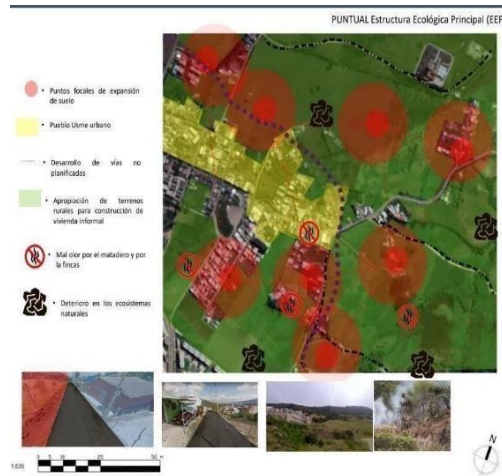 PUNTUAL Estructura Ecológica Principal (EEP
• Puntos focales de expansión
de suelo
• Pueblo Usme urbano
• Desarrollo de vías no
planificadas
• Apropiación de terrenos
rurales para construcción de
vivienda informal
• Mal olor por el matadero y por
la fincas
• Deterioro en los ecosistemas
naturales
N